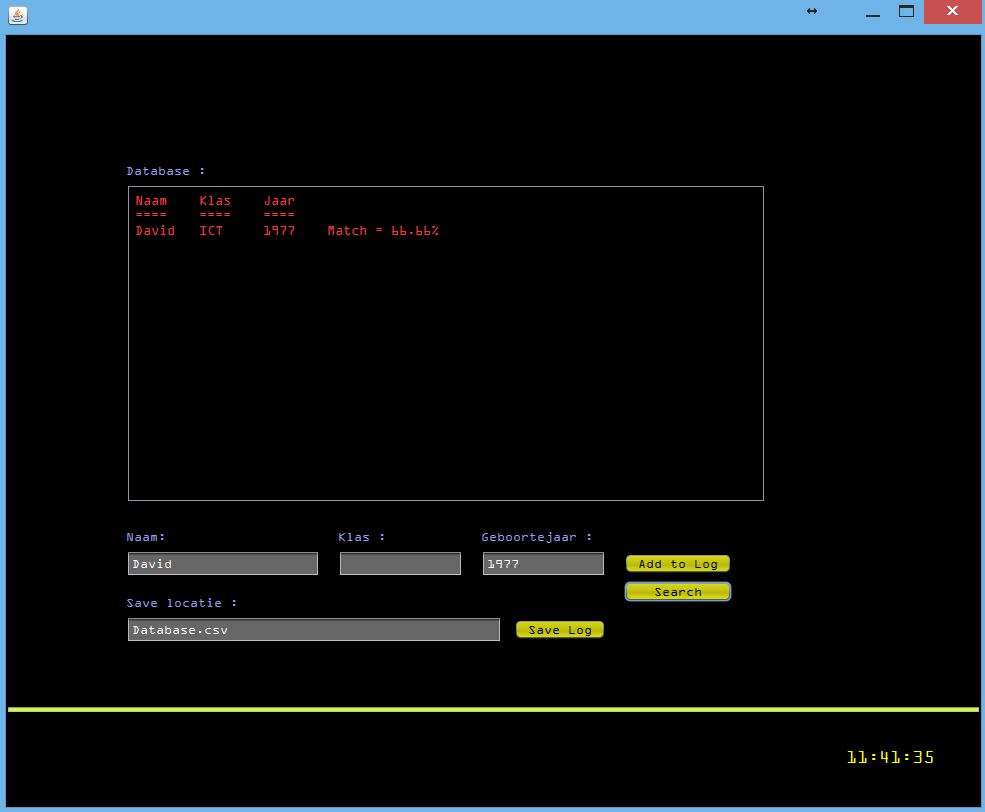 Database :
Naam Klas Jaar
==== ==== ====
David ICT 1977 Match = 66.66%
Naam: Klas : Geboortejaar :
David 1977 Add to Log
Search
Save locatie :
Database.csv Save Log
11:41:35